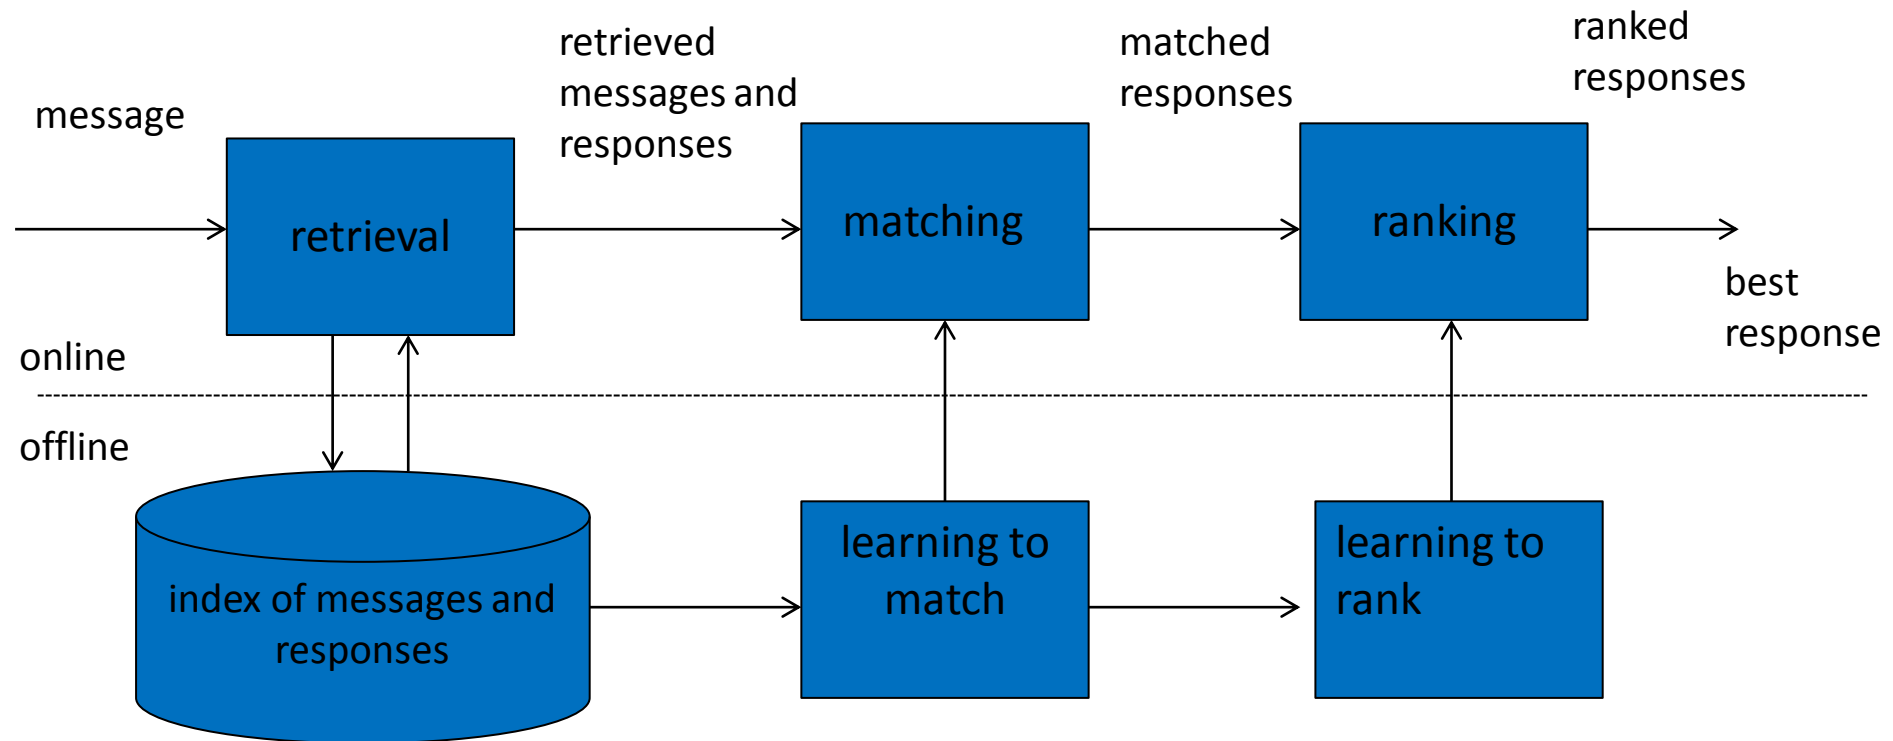 message
retrieved
messages and
responses
matched
responses
ranked
responses
retrieval
matching
ranking
best
response
online
offline
index of messages and
responses
learning to
match
learning to
rank